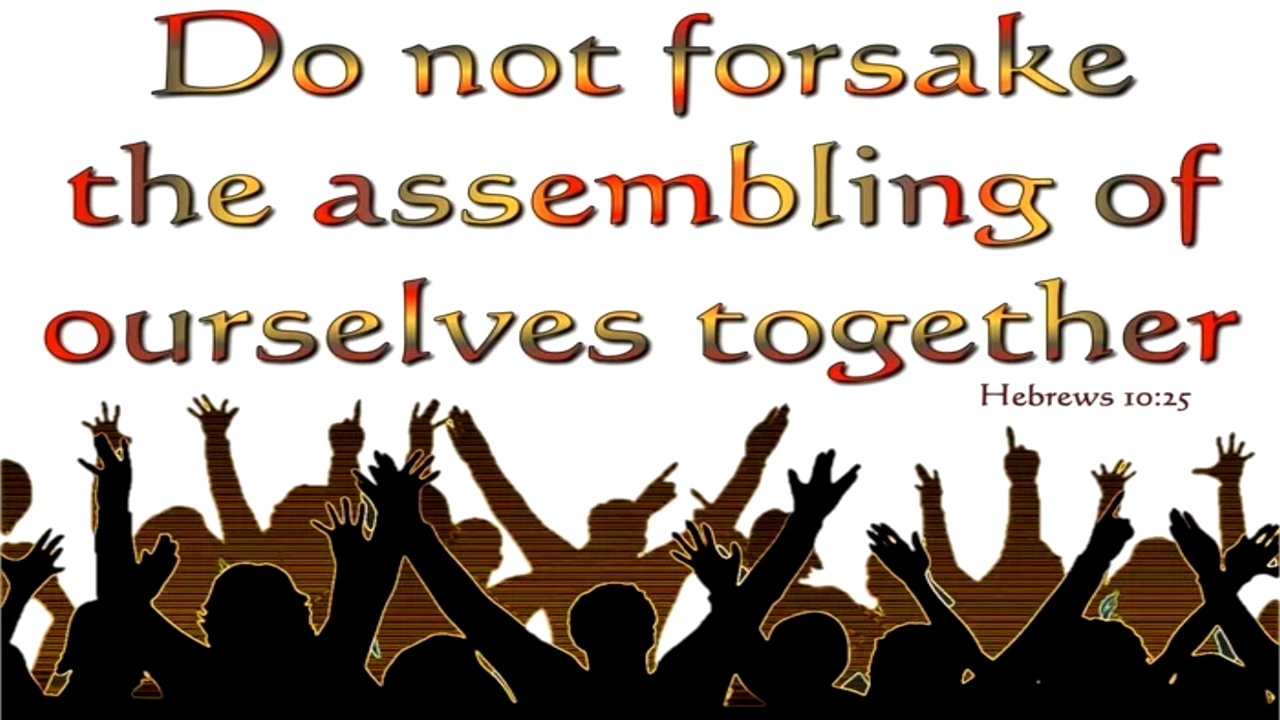 Do not forsake
the assembling of
ourselves together
Hebrews 10:25